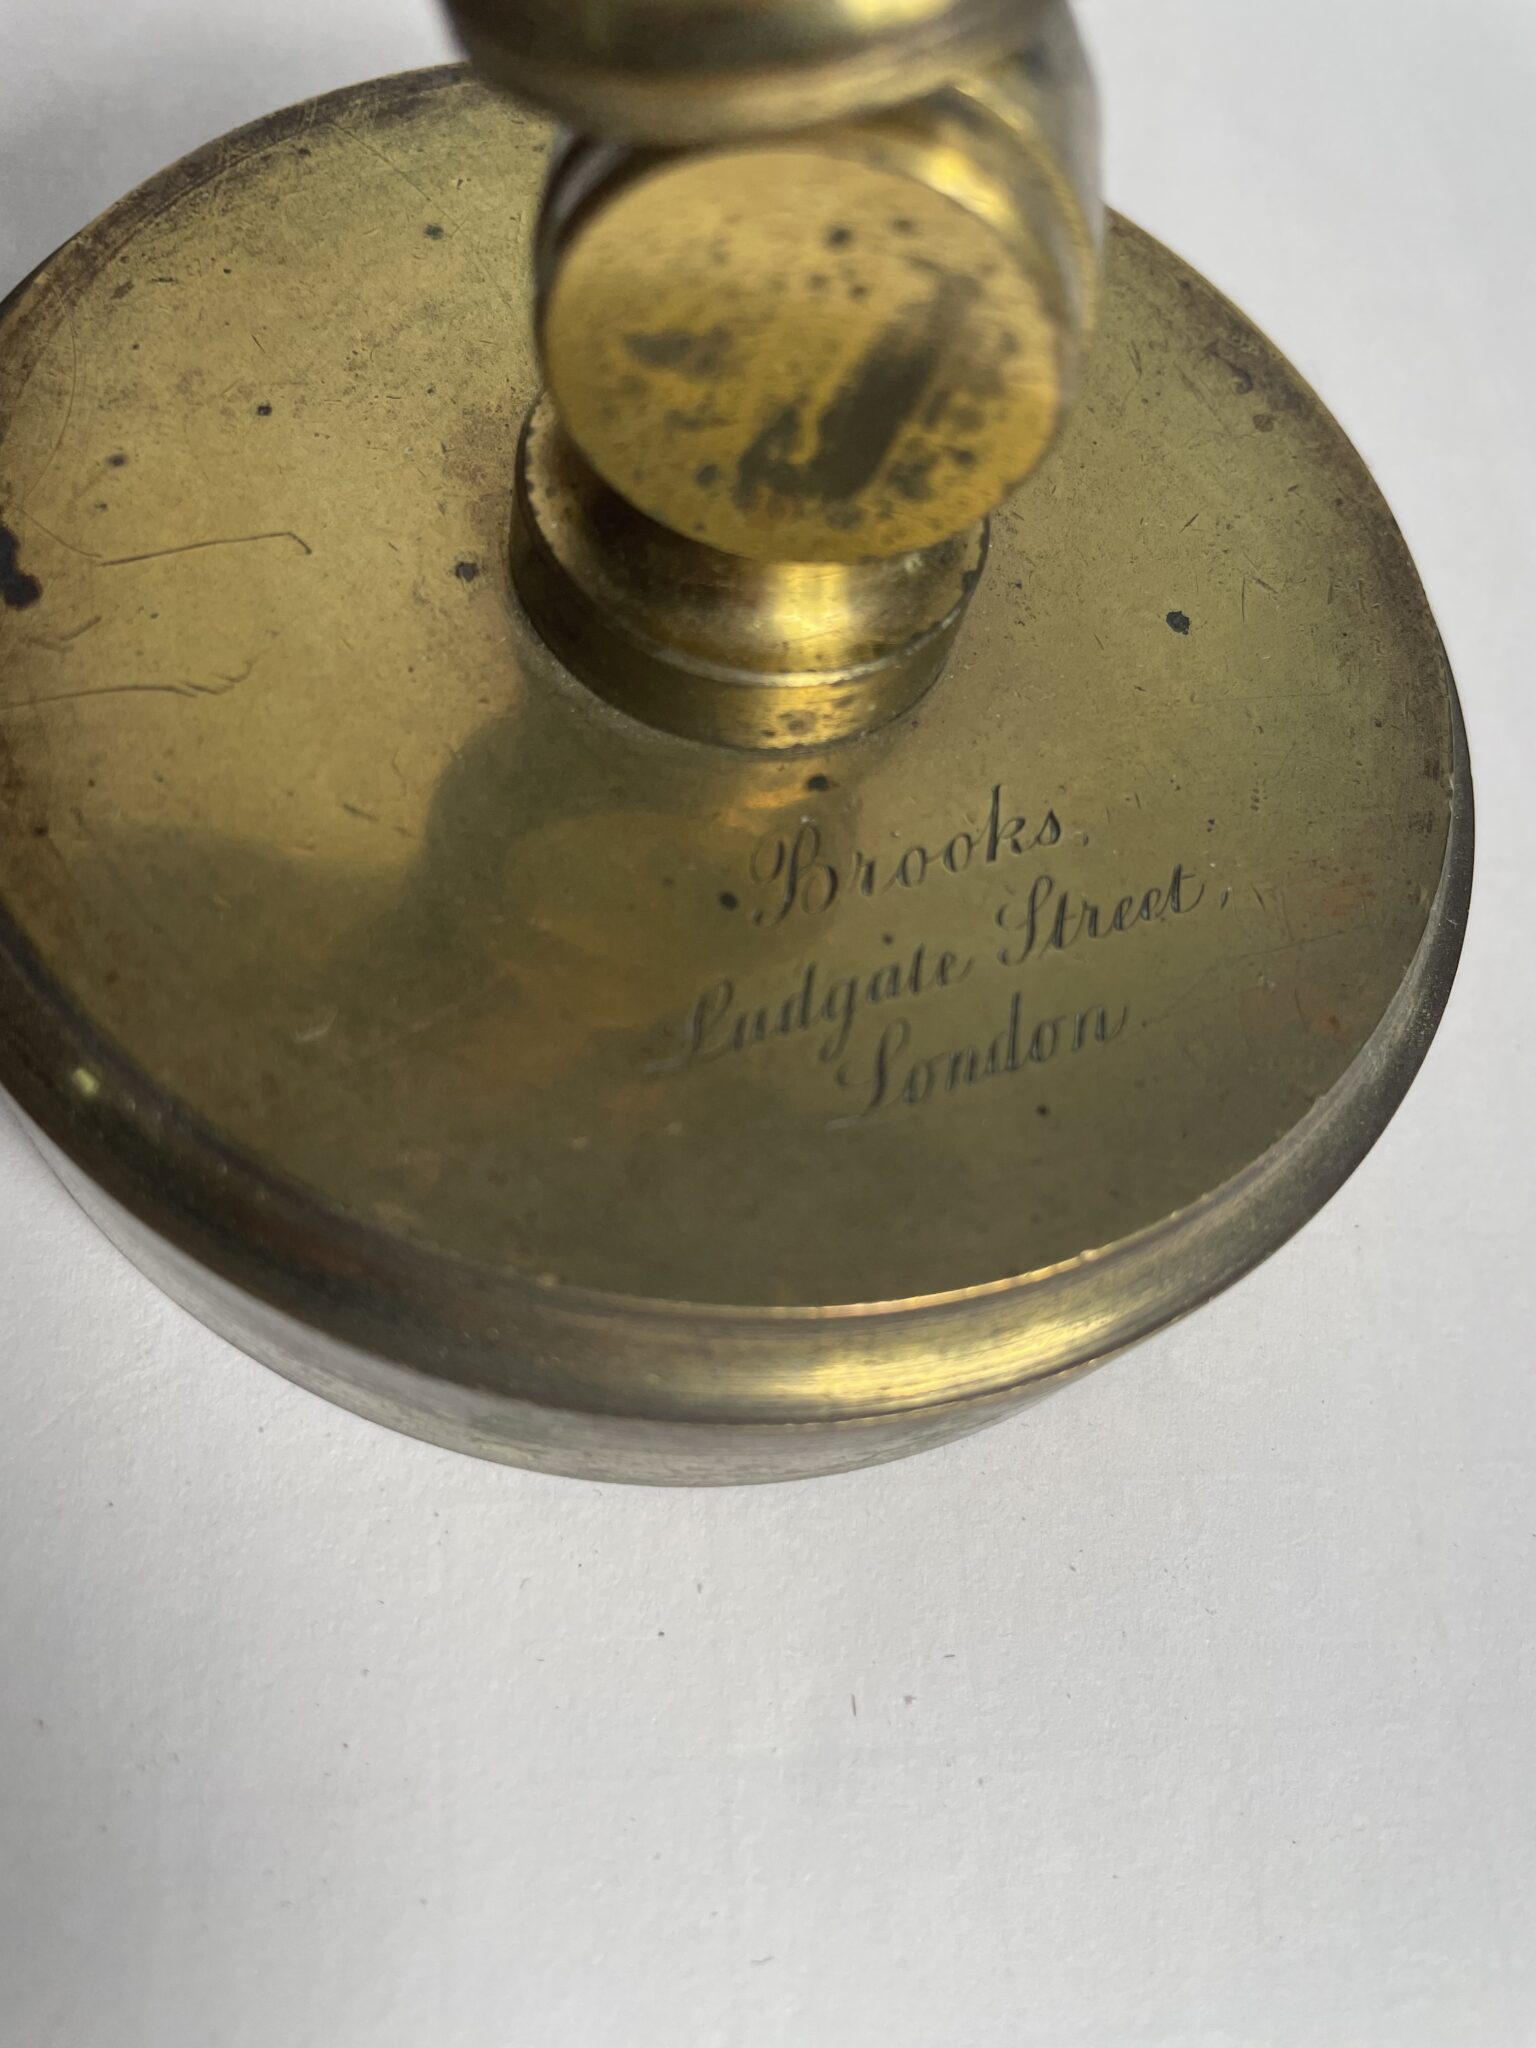 Brooks,
Ludgate Street,
London